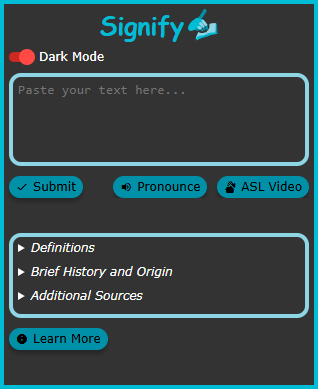 Signify
Dark Mode
Paste your text here...
Submit
Pronounce
ASL Video
Definitions
Brief History and Origin
Additional Sources
Learn More